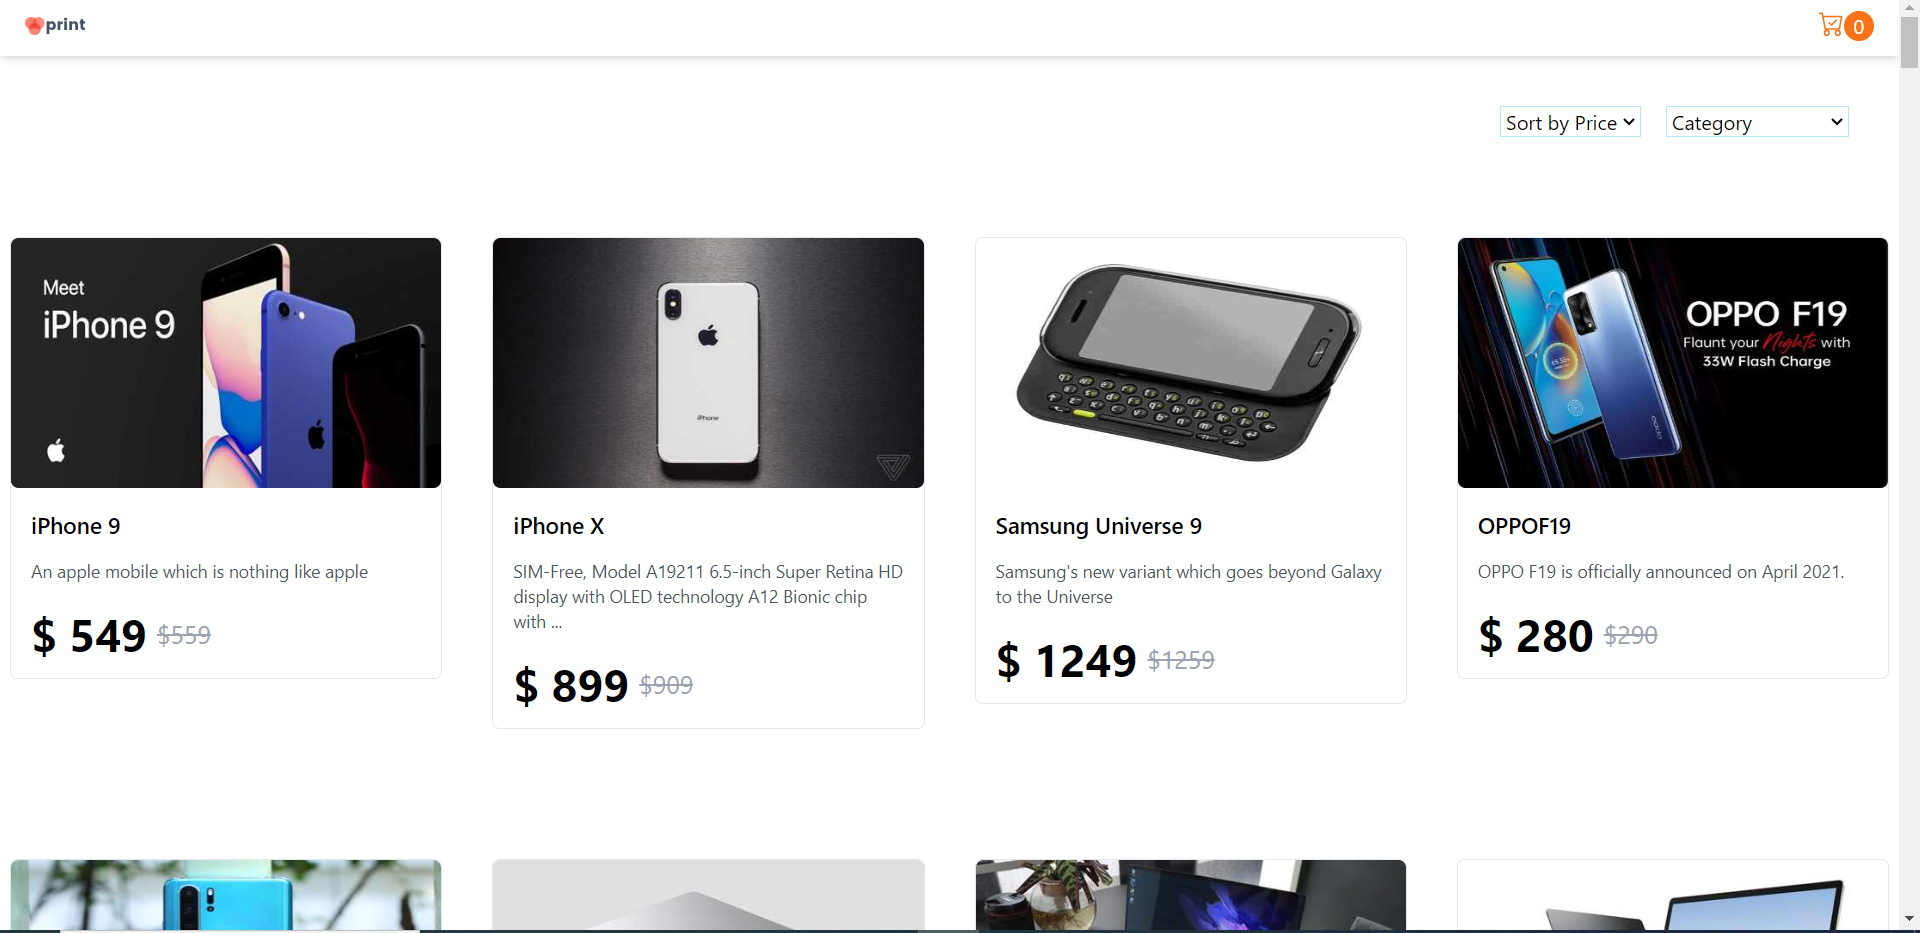 print
0
Sort by Price
Category
Meet
iPhone 9
iPhone
OPPO F19
Flaunt your Nights with
33W Flash Charge
iPhone 9
An apple mobile which is nothing like apple
$ 549 $559
iPhone X
SIM-Free, Model A19211 6.5-inch Super Retina HD
display with OLED technology A12 Bionic chip
with ...
$ 899 $909
Samsung Universe 9
Samsung's new variant which goes beyond Galaxy
to the Universe
$ 1249 $1259
OPPOF19
OPPO F19 is officially announced on April 2021.
$ 280 $290